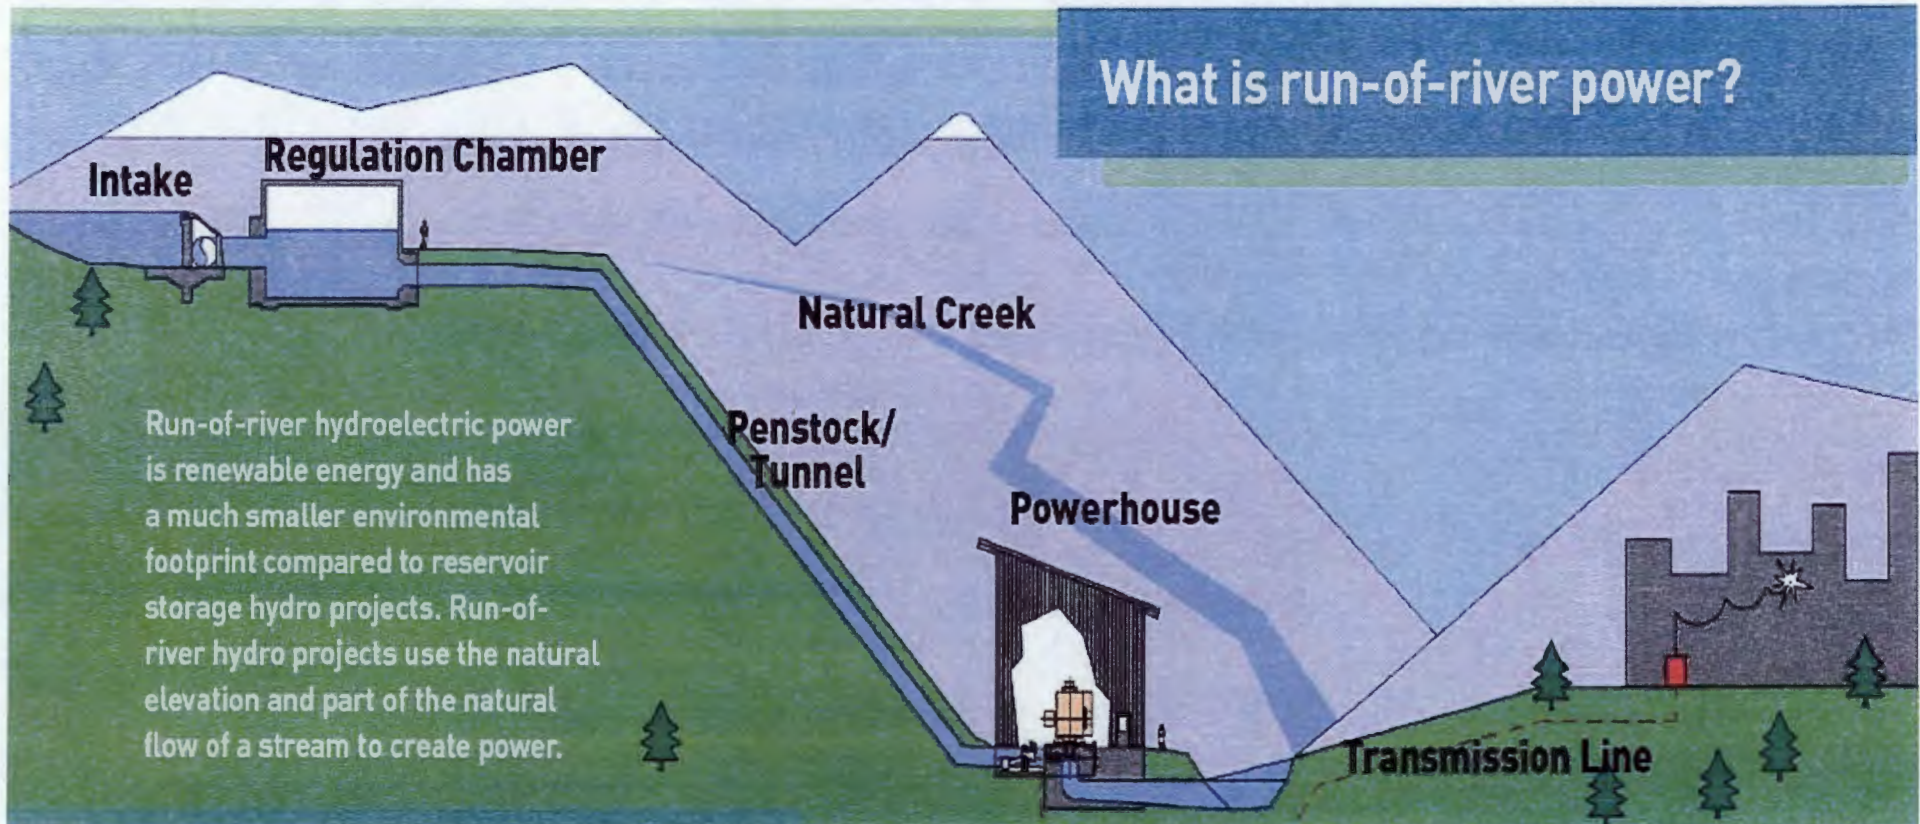 What is run-of-river power?
Regulation Chamber
Intake
Natural Creek
Penstock/
Tunnel
Powerhouse
Transmission Line
Run-of-river hydroelectric power
is renewable energy and has
a much smaller environmental
footprint compared to reservoir
storage hydro projects. Run-of-
river hydro projects use the natural
elevation and part of the natural
flow of a stream to create power.